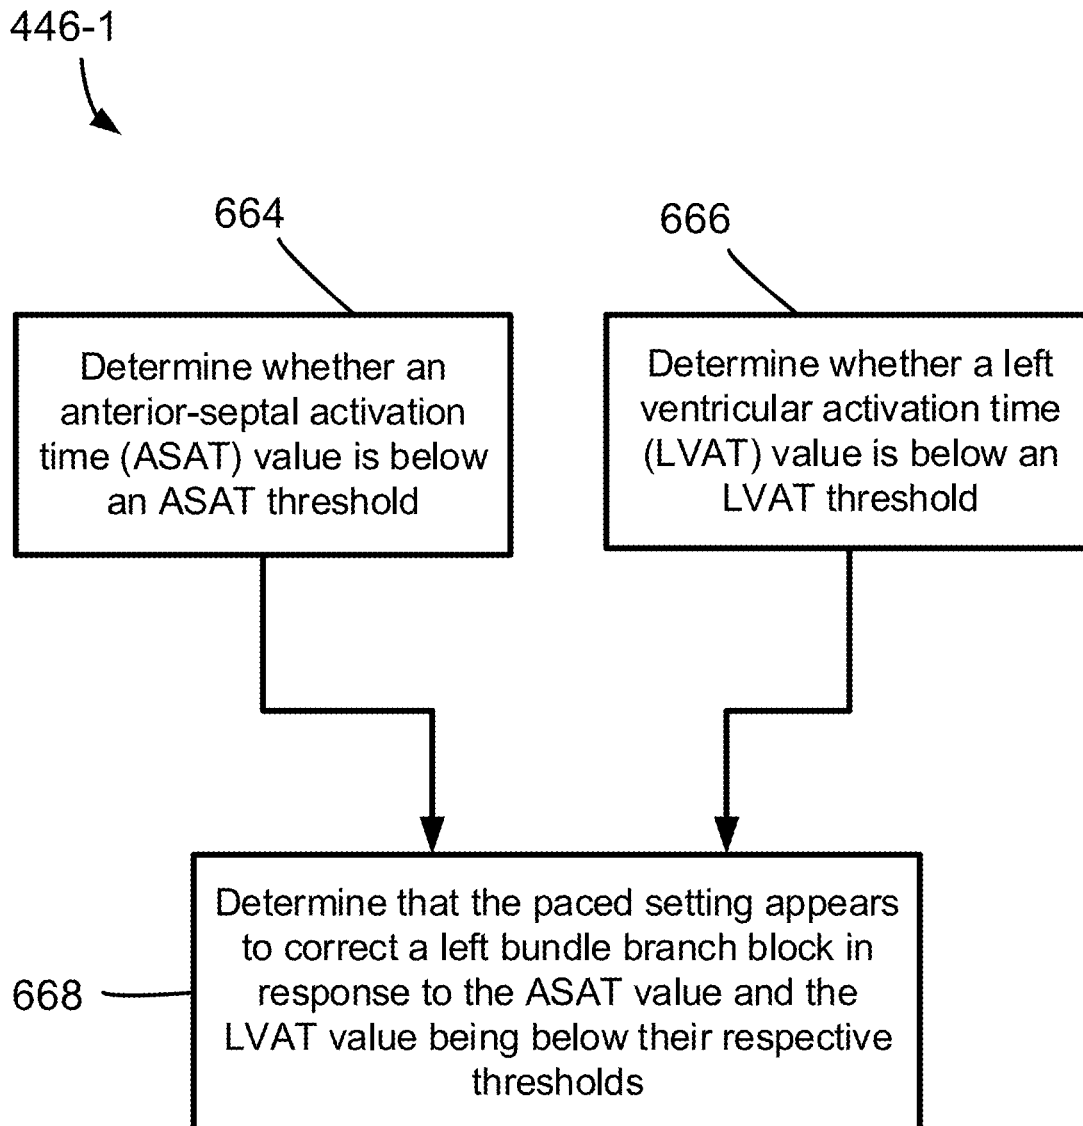 446-1
664
666
Determine whether an
anterior-septal activation
time (ASAT) value is below
an ASAT threshold
Determine whether a left
ventricular activation time
(LVAT) value is below an
LVAT threshold
668
Determine that the paced setting appears
to correct a left bundle branch block in
response to the ASAT value and the
LVAT value being below their respective
thresholds